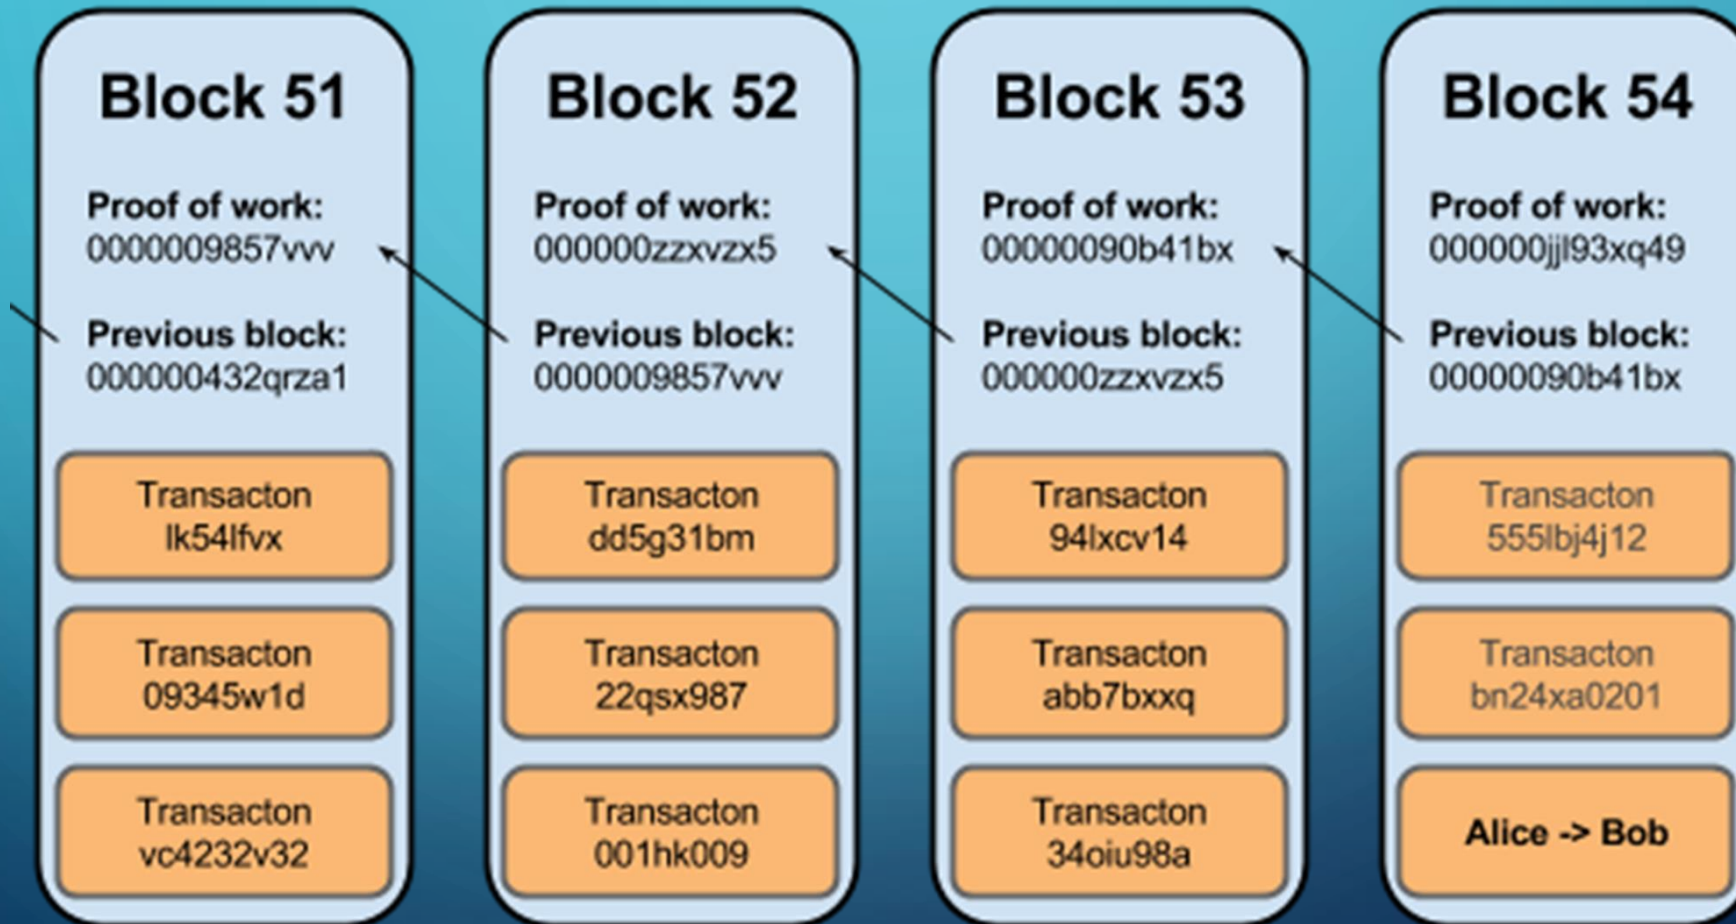 Block 51
Proof of work:
0000009857vvv
Previous block:
000000432qrza1
Transacton
lk54lfvx
Transacton
09345w1d
Transacton
vc4232v32
Block 52
Proof of work:
000000zzxvzx5
Previous block:
0000009857vvv
Transacton
dd5g31bm
Transacton
22qsx987
Transacton
001hk009
Block 53
Proof of work:
00000090b41bx
Previous block:
000000zzxvzx5
Transacton
94lxcv14
Transacton
abb7bxxq
Transacton
34oiu98a
Block 54
Proof of work:
000000jjl93xq49
Previous block:
00000090b41bx
Transacton
555lbj4j12
Transacton
bn24xa0201
Alice -> Bob